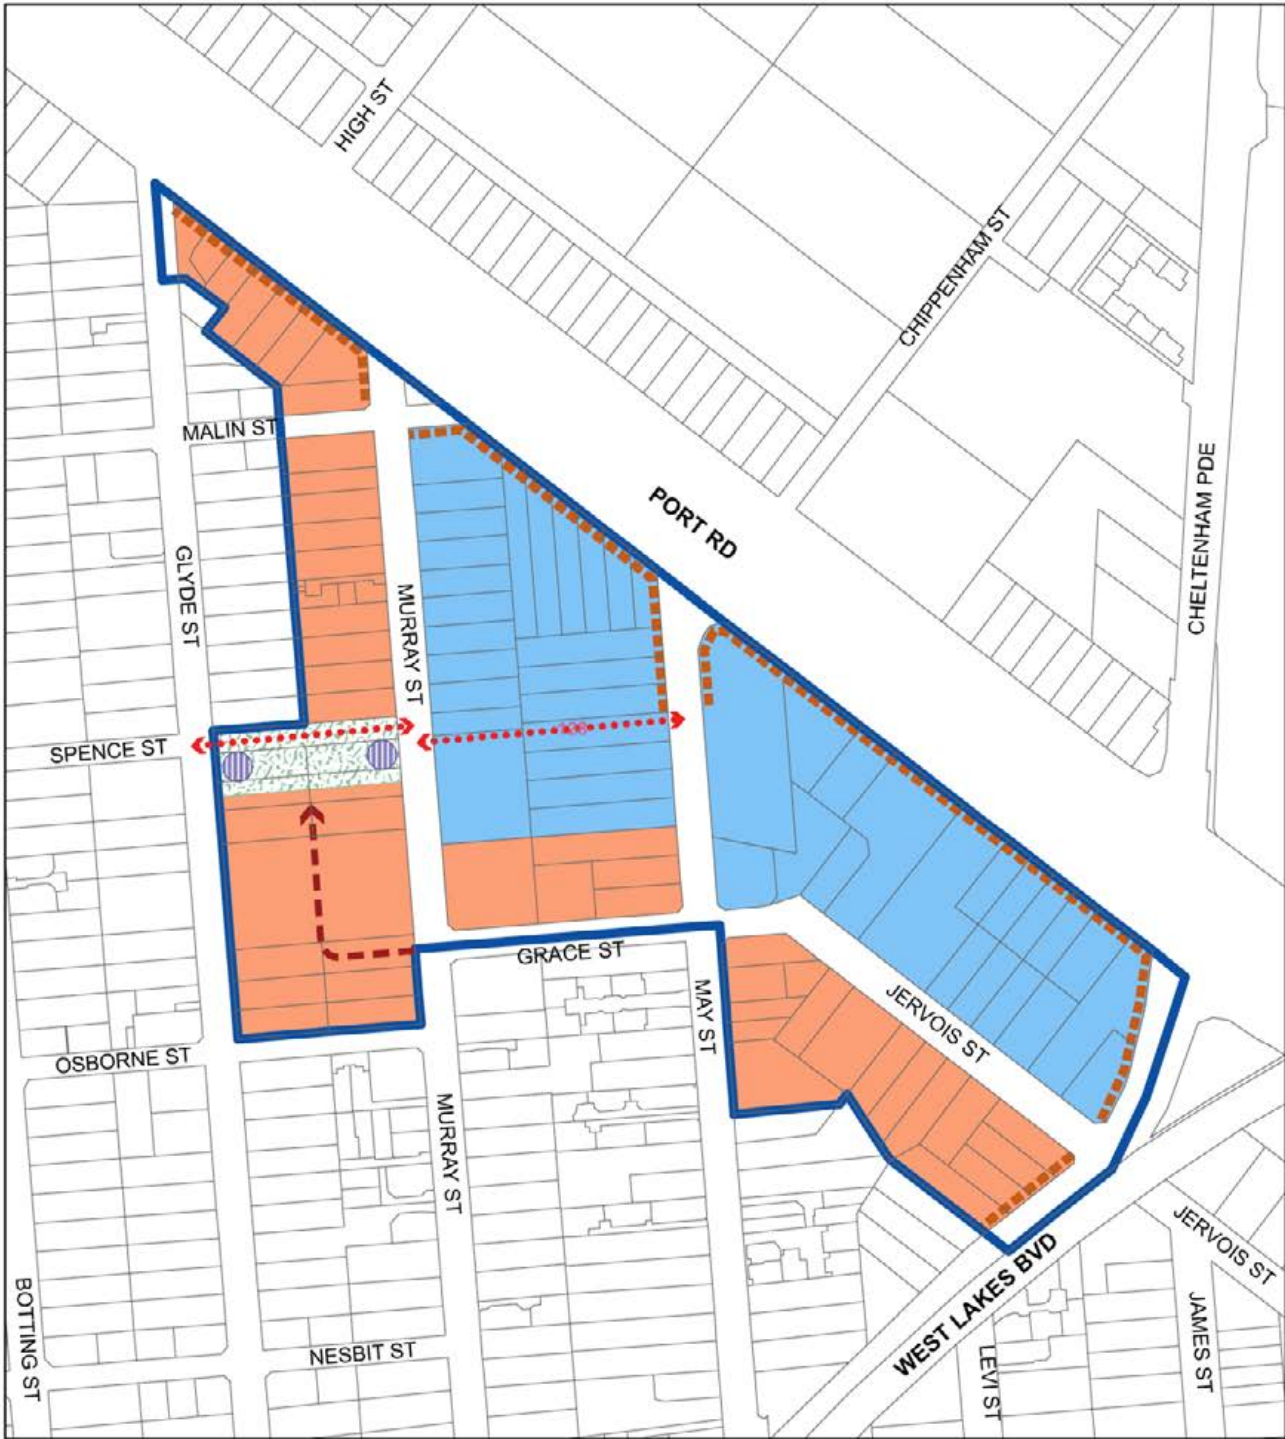 HIGH ST
CHIPPENHAM ST
MALIN ST
PORT RD
CHELTENHAM PDE
GLYDE ST
MURRAY ST
SPENCE ST
GRACE ST
MAY ST
JERVOIS ST
OSBORNE ST
MURRAY ST
JERVOIS ST
WEST LAKES BVD
BOTTING ST
NESBIT ST
LEVI ST
JAMES ST